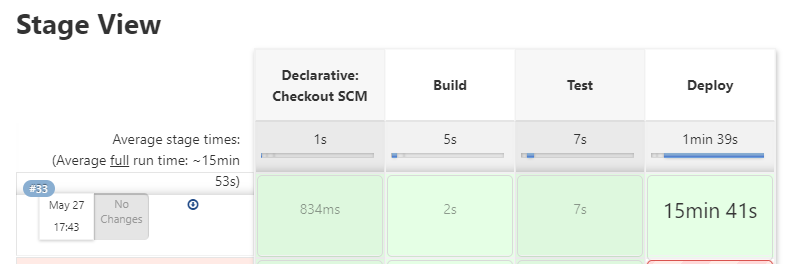 Stage View
Declarative:
Checkout SCM
Build
Test
Deploy
Average stage times:
(Average full run time: ~15min
53s)
1s
5s
7s
1min 39s
#33
May 27
17:43
No
Changes
834ms
2s
7s
15min 41s